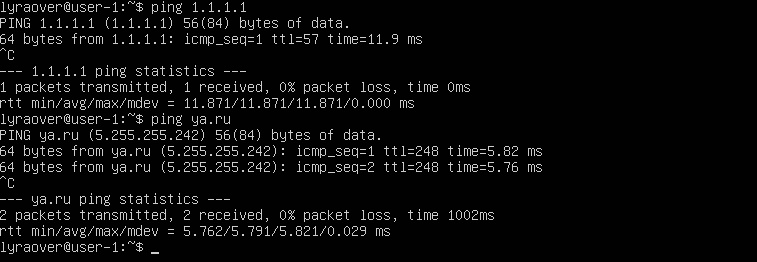 lyraover@user-1:~$ ping 1.1.1.1
PING 1.1.1.1 (1.1.1.1) 56(84) bytes of data.
64 bytes from 1.1.1.1: icmp_seq=1 ttl=57 time=11.9 ms
^C
--- 1.1.1.1 ping statistics ---
1 packets transmitted, 1 received, 0% packet loss, time 0ms
rtt min/avg/max/mdev = 11.871/11.871/11.871/0.000 ms
lyraover@user-1:~$ ping ya.ru
PING ya.ru (5.255.255.242) 56(84) bytes of data.
64 bytes from ya.ru (5.255.255.242): icmp_seq=1 ttl=248 time=5.82 ms
64 bytes from ya.ru (5.255.255.242): icmp_seq=2 ttl=248 time=5.76 ms
^C
--- ya.ru ping statistics ---
2 packets transmitted, 2 received, 0% packet loss, time 1002ms
rtt min/avg/max/mdev = 5.762/5.791/5.821/0.029 ms
lyraover@user-1:~$ _